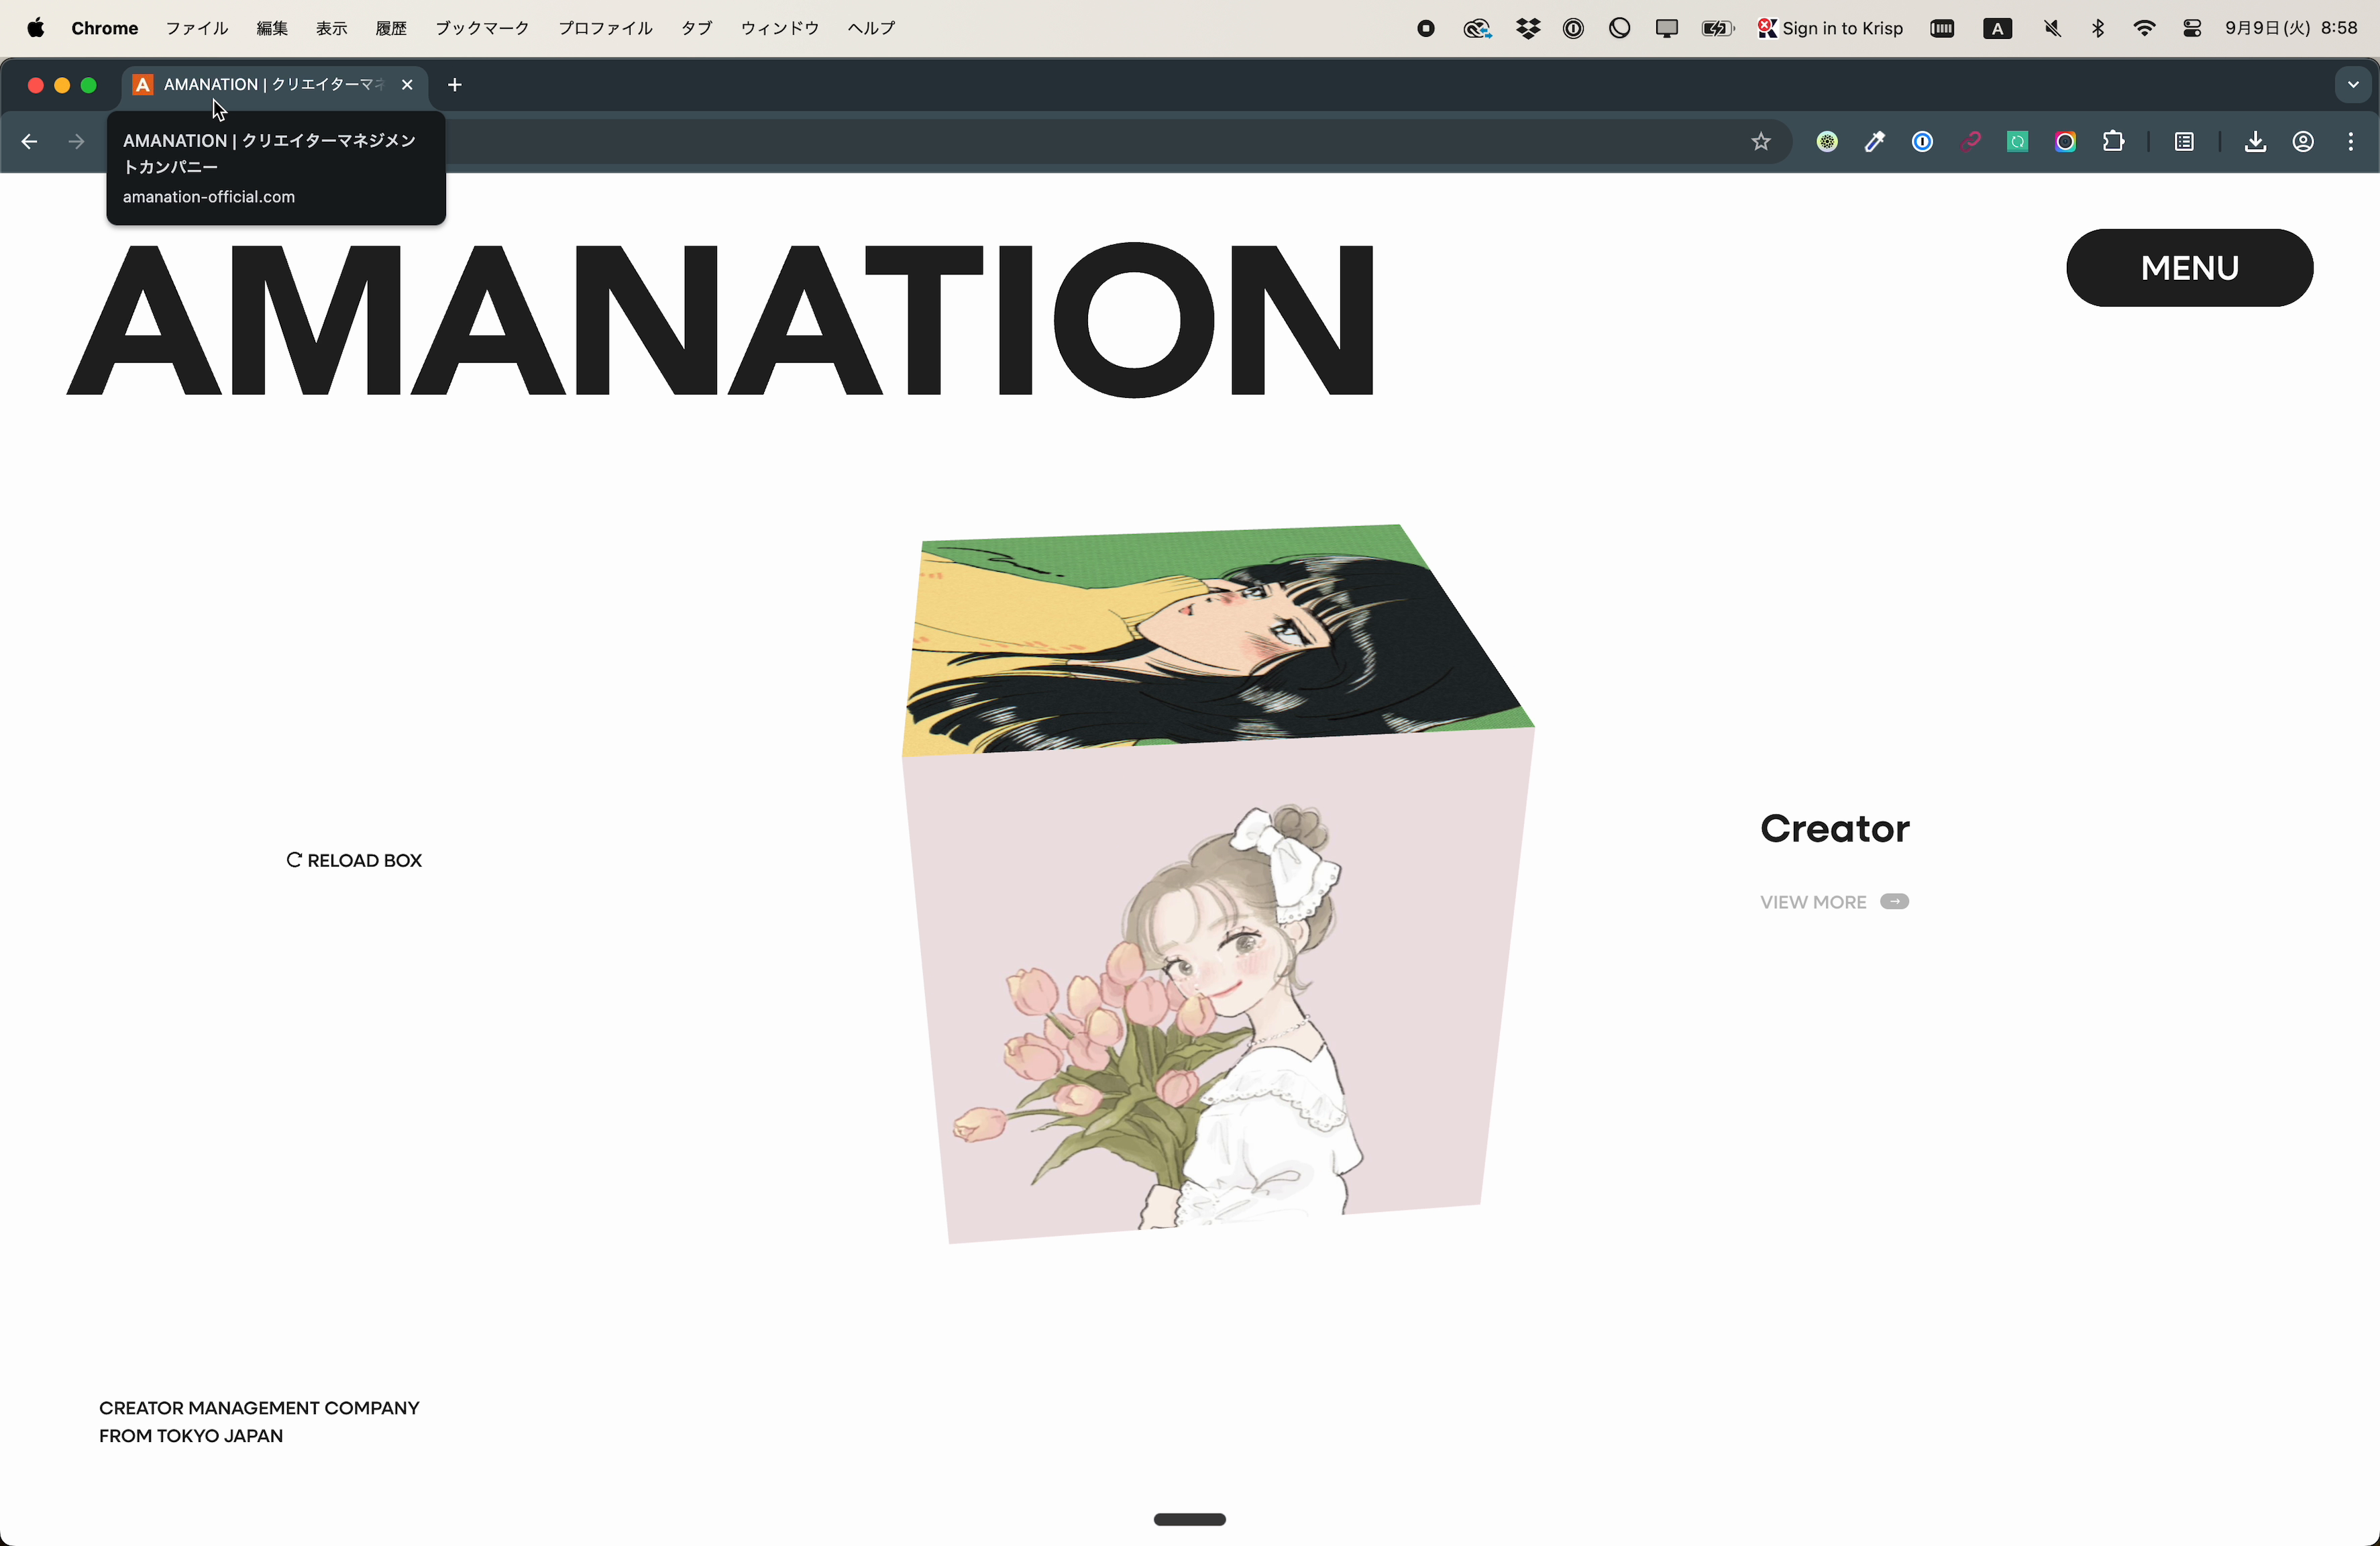 Chrome ファイル 編集 表示 履歴 ブックマーク プロファイル タブ ウィンドウ ヘルプ Sign in to Krisp A 9月9日(火) 8:58
A AMANATION | クリエイターマネ
AMANATION | クリエイターマネジメン
トカンパニー
amanation-official.com
AMANATION
MENU
Creator
RELOAD BOX
VIEW MORE
CREATOR MANAGEMENT COMPANY
FROM TOKYO JAPAN